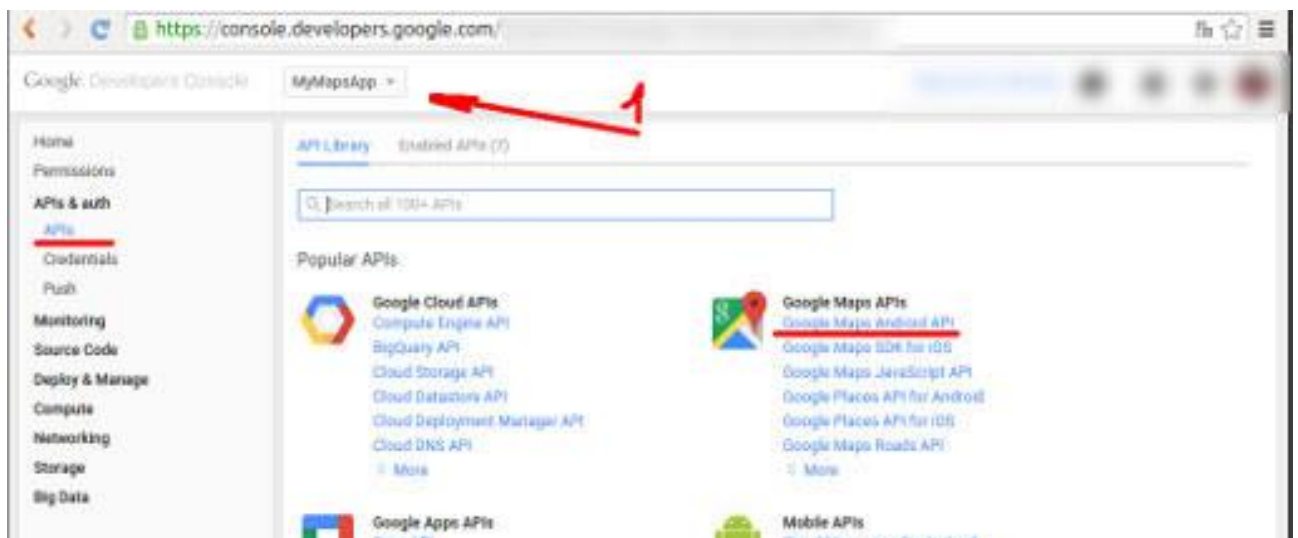 https://console.developers.google.com/
Google Developers Console
MyMapsApp
1
Home
Permissions
APIs & auth
APIs
Credentials
Push
Monitoring
Source Code
Deploy & Manage
Compute
Networking
Storage
Big Data
API Library Enabled APIs (7)
Search all 100+ APIs
Popular APIs
Google Cloud APIs
Compute Engine API
BigQuery API
Cloud Storage API
Cloud Datastore API
Cloud Deployment Manager API
Cloud DNS API
More
Google Maps APIs
Google Maps Android API
Google Maps SDK for iOS
Google Maps JavaScript API
Google Places API for Android
Google Places API for iOS
Google Maps Roads API
More
Google Apps APIs
Mobile APIs